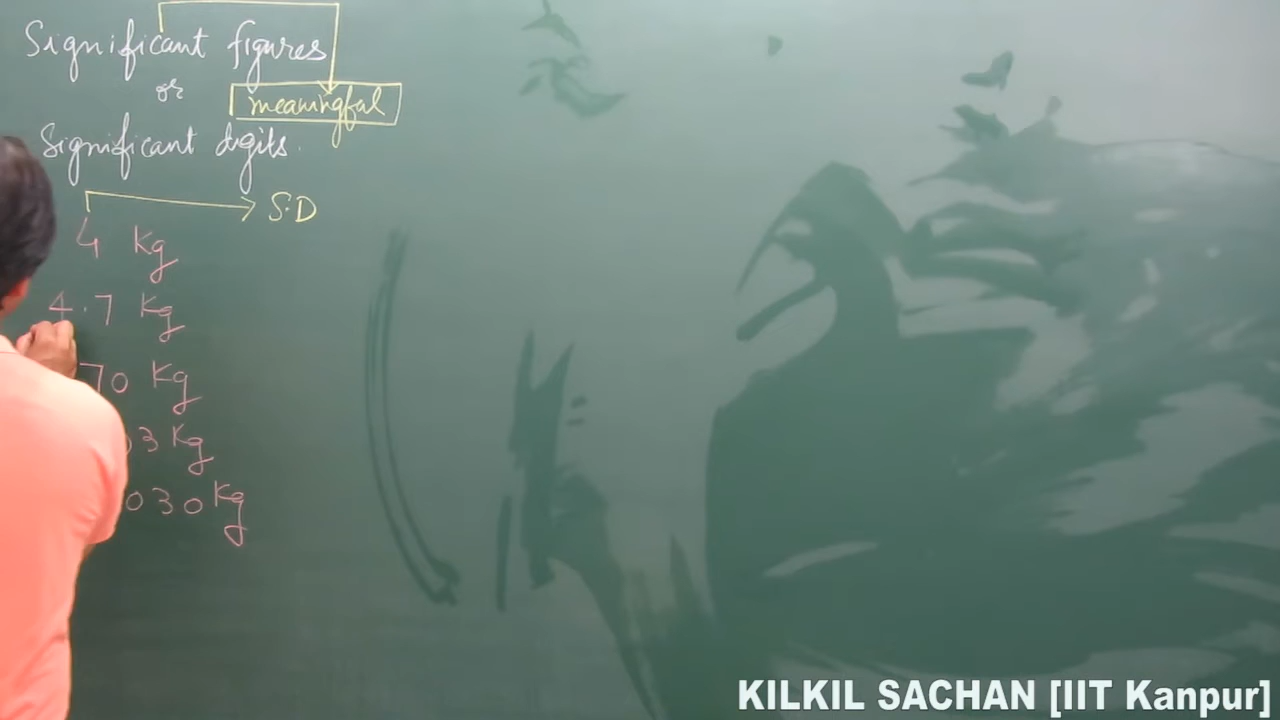 Significant figures
or
meaningful
Significant digits.
S.D
4 Kg
4.7 Kg
70 Kg
3 Kg
030 Kg
KILKIL SACHAN [IIT Kanpur]